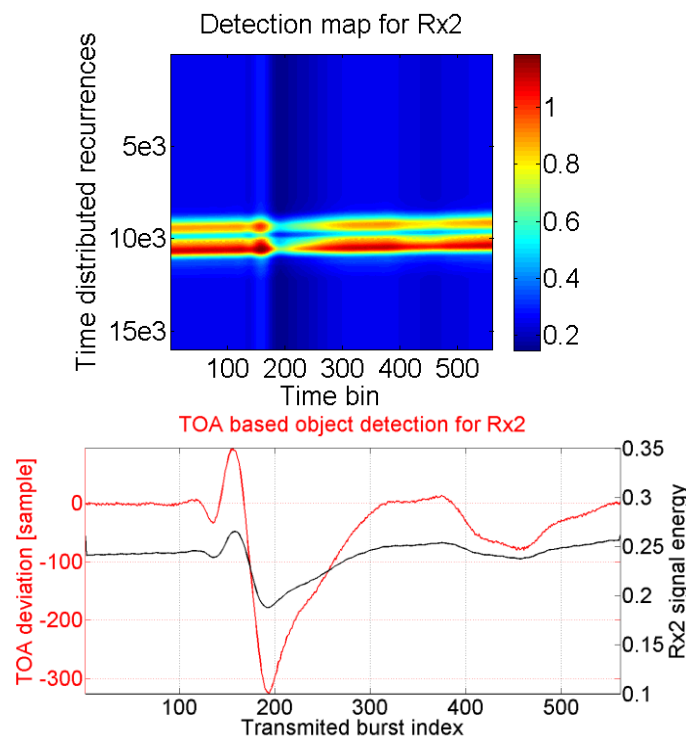 Detection map for Rx2
Time distributed recurrences
5e3
10e3
15e3
100 200 300 400 500
Time bin
1
0.8
0.6
0.4
0.2
TOA based object detection for Rx2
TOA deviation [sample]
0
-100
-200
-300
100 200 300 400 500
Transmited burst index
0.35
0.3
0.25
0.2
0.15
0.1
Rx2 signal energy